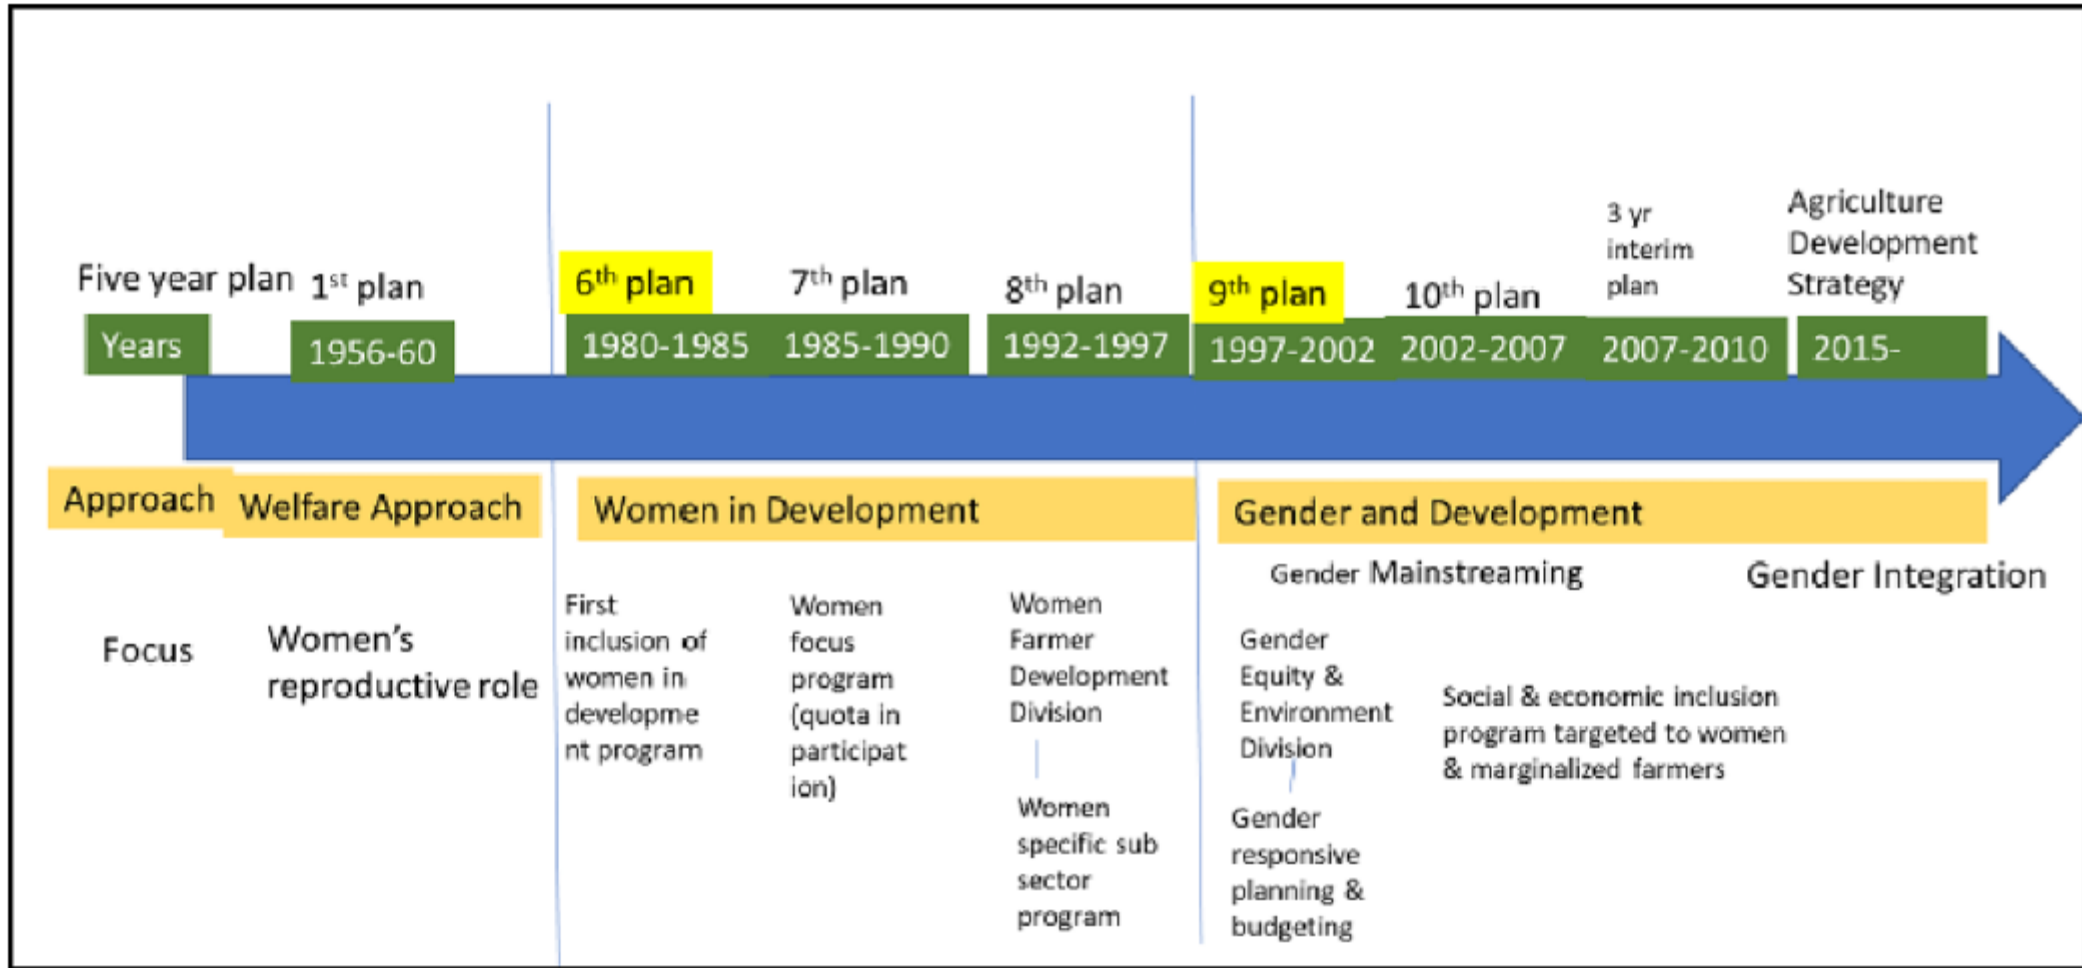 Five year plan
1st plan
6th plan
7th plan
8th plan
9th plan
10th plan
3 yr
interim
plan
Agriculture
Development
Strategy
Years
1956-60
1980-1985
1985-1990
1992-1997
1997-2002
2002-2007
2007-2010
2015-
Approach
Welfare Approach
Women in Development
Gender and Development
Gender Mainstreaming
Gender Integration
Focus
Women's
reproductive role
First
inclusion of
women in
developme
nt program
Women
focus
program
(quota in
participat
ion)
Women
Farmer
Development
Division
Women
specific sub
sector
program
Gender
Equity &
Environment
Division
Gender
responsive
planning &
budgeting
Social & economic inclusion
program targeted to women
& marginalized farmers